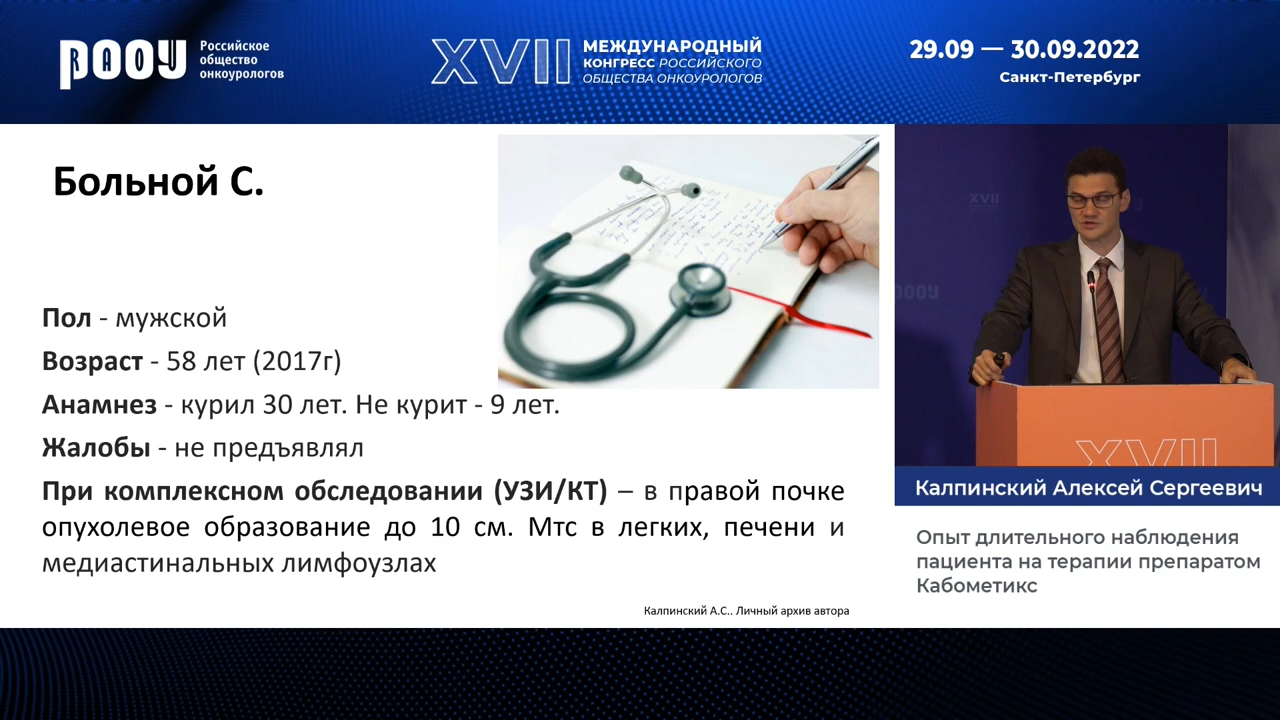 РАОУ
Российское
общество
онкоурологов
XVII
МЕЖДУНАРОДНЫЙ
КОНГРЕСС РОССИЙСКОГО
ОБЩЕСТВА ОНКОУРОЛОГОВ
29.09 — 30.09.2022
Санкт-Петербург
Больной С.
Пол - мужской
Возраст - 58 лет (2017г)
Анамнез - курил 30 лет. Не курит - 9 лет.
Жалобы - не предъявлял
При комплексном обследовании (УЗИ/КТ) – в правой почке
опухолевое образование до 10 см. Мтс в легких, печени и
медиастинальных лимфоузлах
Калпинский А.С.. Личный архив автора
XVII
РООУ
XVII
Калпинский Алексей Сергеевич
Опыт длительного наблюдения
пациента на терапии препаратом
Кабометикс